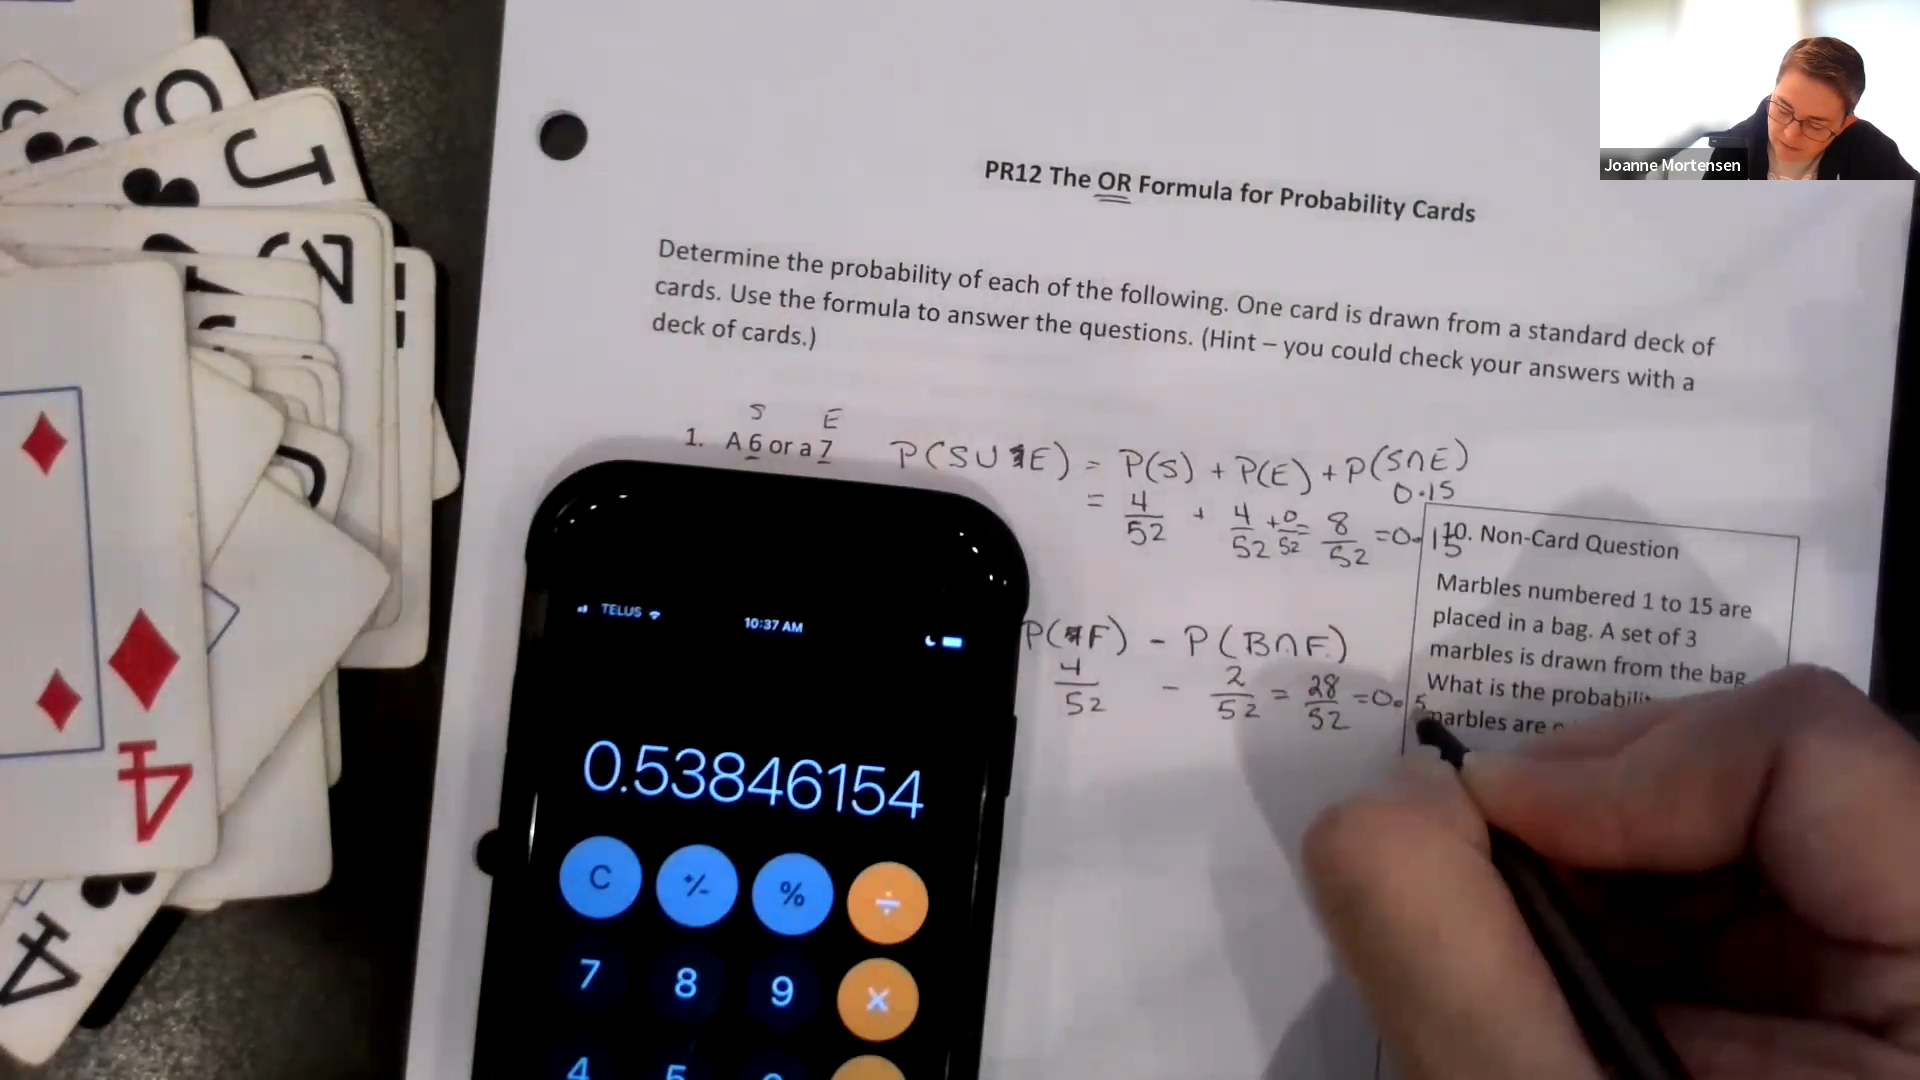 Joanne Mortensen
PR12 The OR Formula for Probability Cards
Determine the probability of each of the following. One card is drawn from a standard deck of
cards. Use the formula to answer the questions. (Hint – you could check your answers with a
deck of cards.)
S E
1. A 6 or a 7
P(S∪E) = P(S) + P(E) + P(S∩E)
0.15
= 4/52 + 4/52 + 0/52 = 8/52 = 0.15
P(F) - P(B∩F)
4/52 - 2/52 = 28/52 = 0.5
10. Non-Card Question
Marbles numbered 1 to 15 are
placed in a bag. A set of 3
marbles is drawn from the bag
What is the
marbles are
TELUS
10:37 AM
0.53846154
C +/- % ÷
7 8 9 ×
4 5
J
2
4
4